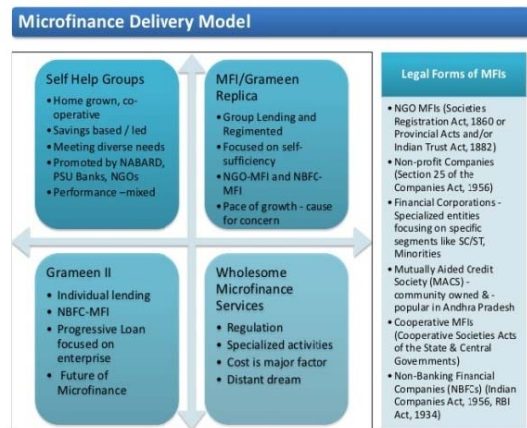 Microfinance Delivery Model
Self Help Groups
• Home grown, co-
operative
• Savings based / led
• Meeting diverse needs
• Promoted by NABARD,
PSU Banks, NGOs
• Performance –mixed
MFI/Grameen
Replica
• Group Lending and
Regimented
• Focused on self-
sufficiency
• NGO-MFI and NBFC-
MFI
• Pace of growth - cause
for concern
Grameen II
• Individual lending
• NBFC-MFI
• Progressive Loan
focused on
enterprise
• Future of
Microfinance
Wholesome
Microfinance
Services
• Regulation
• Specialized activities
• Cost is major factor
• Distant dream
Legal Forms of MFIs
• NGO MFIs (Societies
Registration Act, 1860 or
Provincial Acts and/or
Indian Trust Act, 1882)
• Non-profit Companies
(Section 25 of the
Companies Act, 1956)
• Financial Corporations -
Specialized entities
focusing on specific
segments like SC/ST,
Minorities
• Mutually Aided Credit
Society (MACS) -
community owned & -
popular in Andhra Pradesh
• Cooperative MFIs
(Cooperative Societies Acts
of the State & Central
Governments)
• Non-Banking Financial
Companies (NBFCs) (Indian
Companies Act, 1956, RBI
Act, 1934)